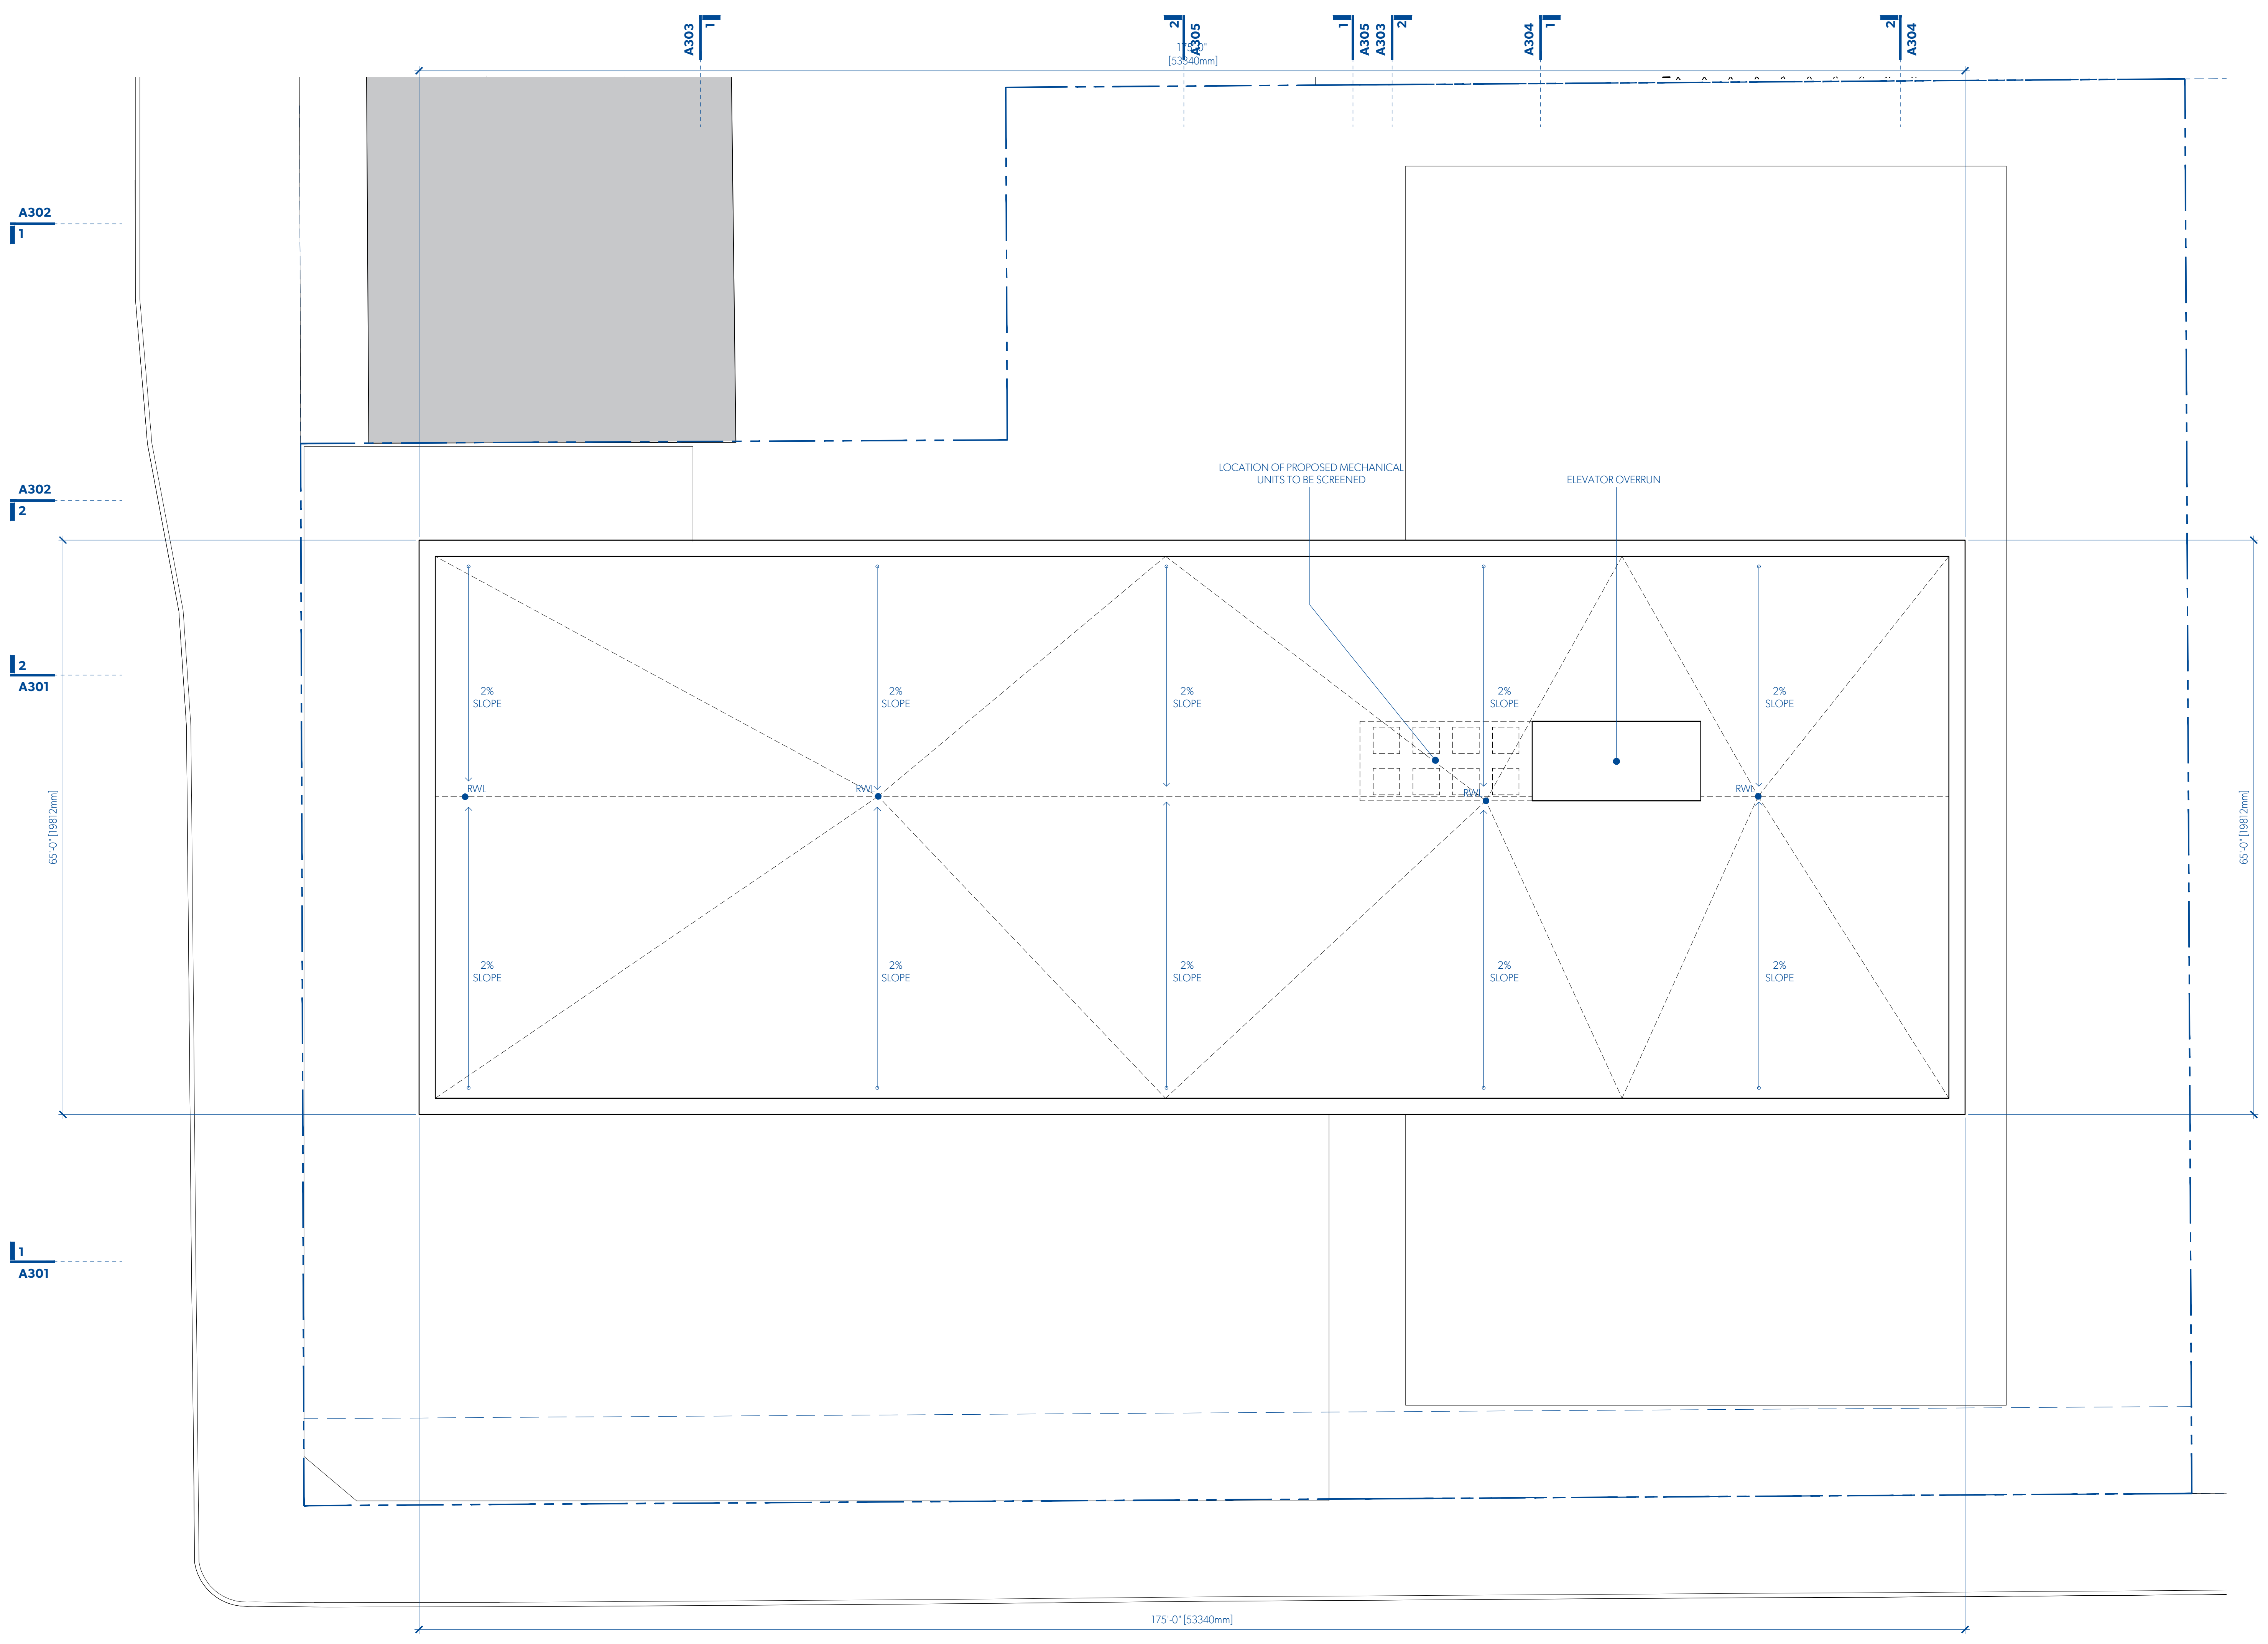 A303
1
2
A305
1
A305
A303
2
A304
1
2
A304
175'-0"
[53340mm]
A302
1
A302
2
LOCATION OF PROPOSED MECHANICAL
UNITS TO BE SCREENED
ELEVATOR OVERRUN
2
A301
2%
SLOPE
2%
SLOPE
2%
SLOPE
2%
SLOPE
2%
SLOPE
RWL
RWL
RWL
RWL
65'-0" [19812mm]
65'-0" [19812mm]
2%
SLOPE
2%
SLOPE
2%
SLOPE
2%
SLOPE
2%
SLOPE
1
A301
175'-0" [53340mm]